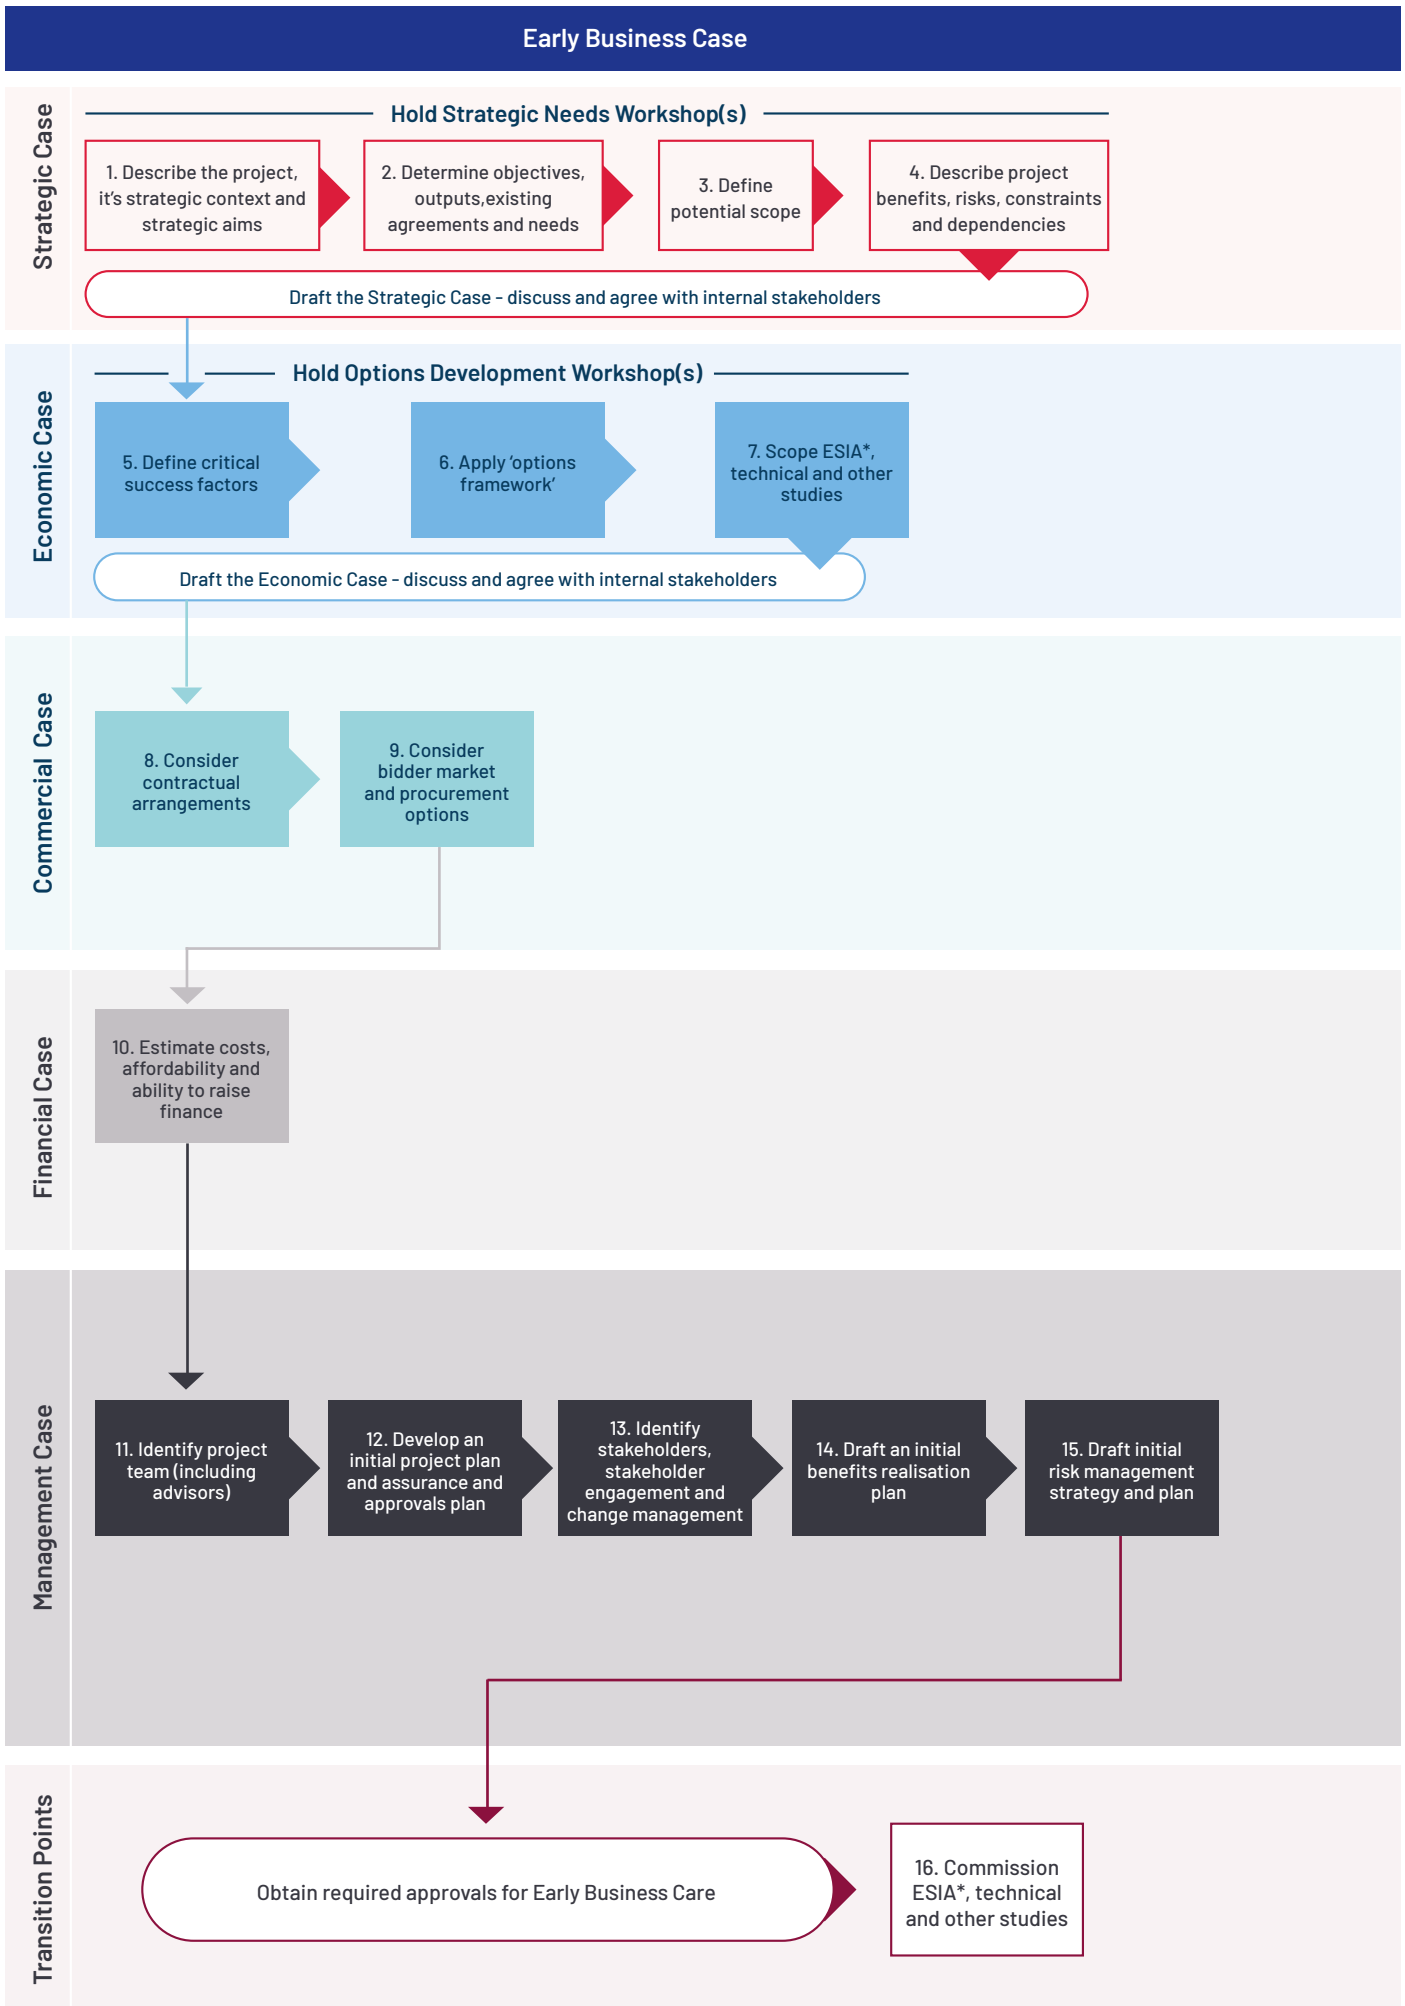 Early Business Case
Strategic Case
Hold Strategic Needs Workshop(s)
1. Describe the project,
it’s strategic context and
strategic aims
2. Determine objectives,
outputs,existing
agreements and needs
3. Define
potential scope
4. Describe project
benefits, risks, constraints
and dependencies
Draft the Strategic Case - discuss and agree with internal stakeholders
Economic Case
Hold Options Development Workshop(s)
5. Define critical
success factors
6. Apply ‘options
framework’
7. Scope ESIA*,
technical and other
studies
Draft the Economic Case - discuss and agree with internal stakeholders
Commercial Case
8. Consider
contractual
arrangements
9. Consider
bidder market
and procurement
options
Financial Case
10. Estimate costs,
affordability and
ability to raise
finance
Management Case
11. Identify project
team (including
advisors)
12. Develop an
initial project plan
and assurance and
approvals plan
13. Identify
stakeholders,
stakeholder
engagement and
change management
14. Draft an initial
benefits realisation
plan
15. Draft initial
risk management
strategy and plan
Transition Points
Obtain required approvals for Early Business Care
16. Commission
ESIA*, technical
and other studies